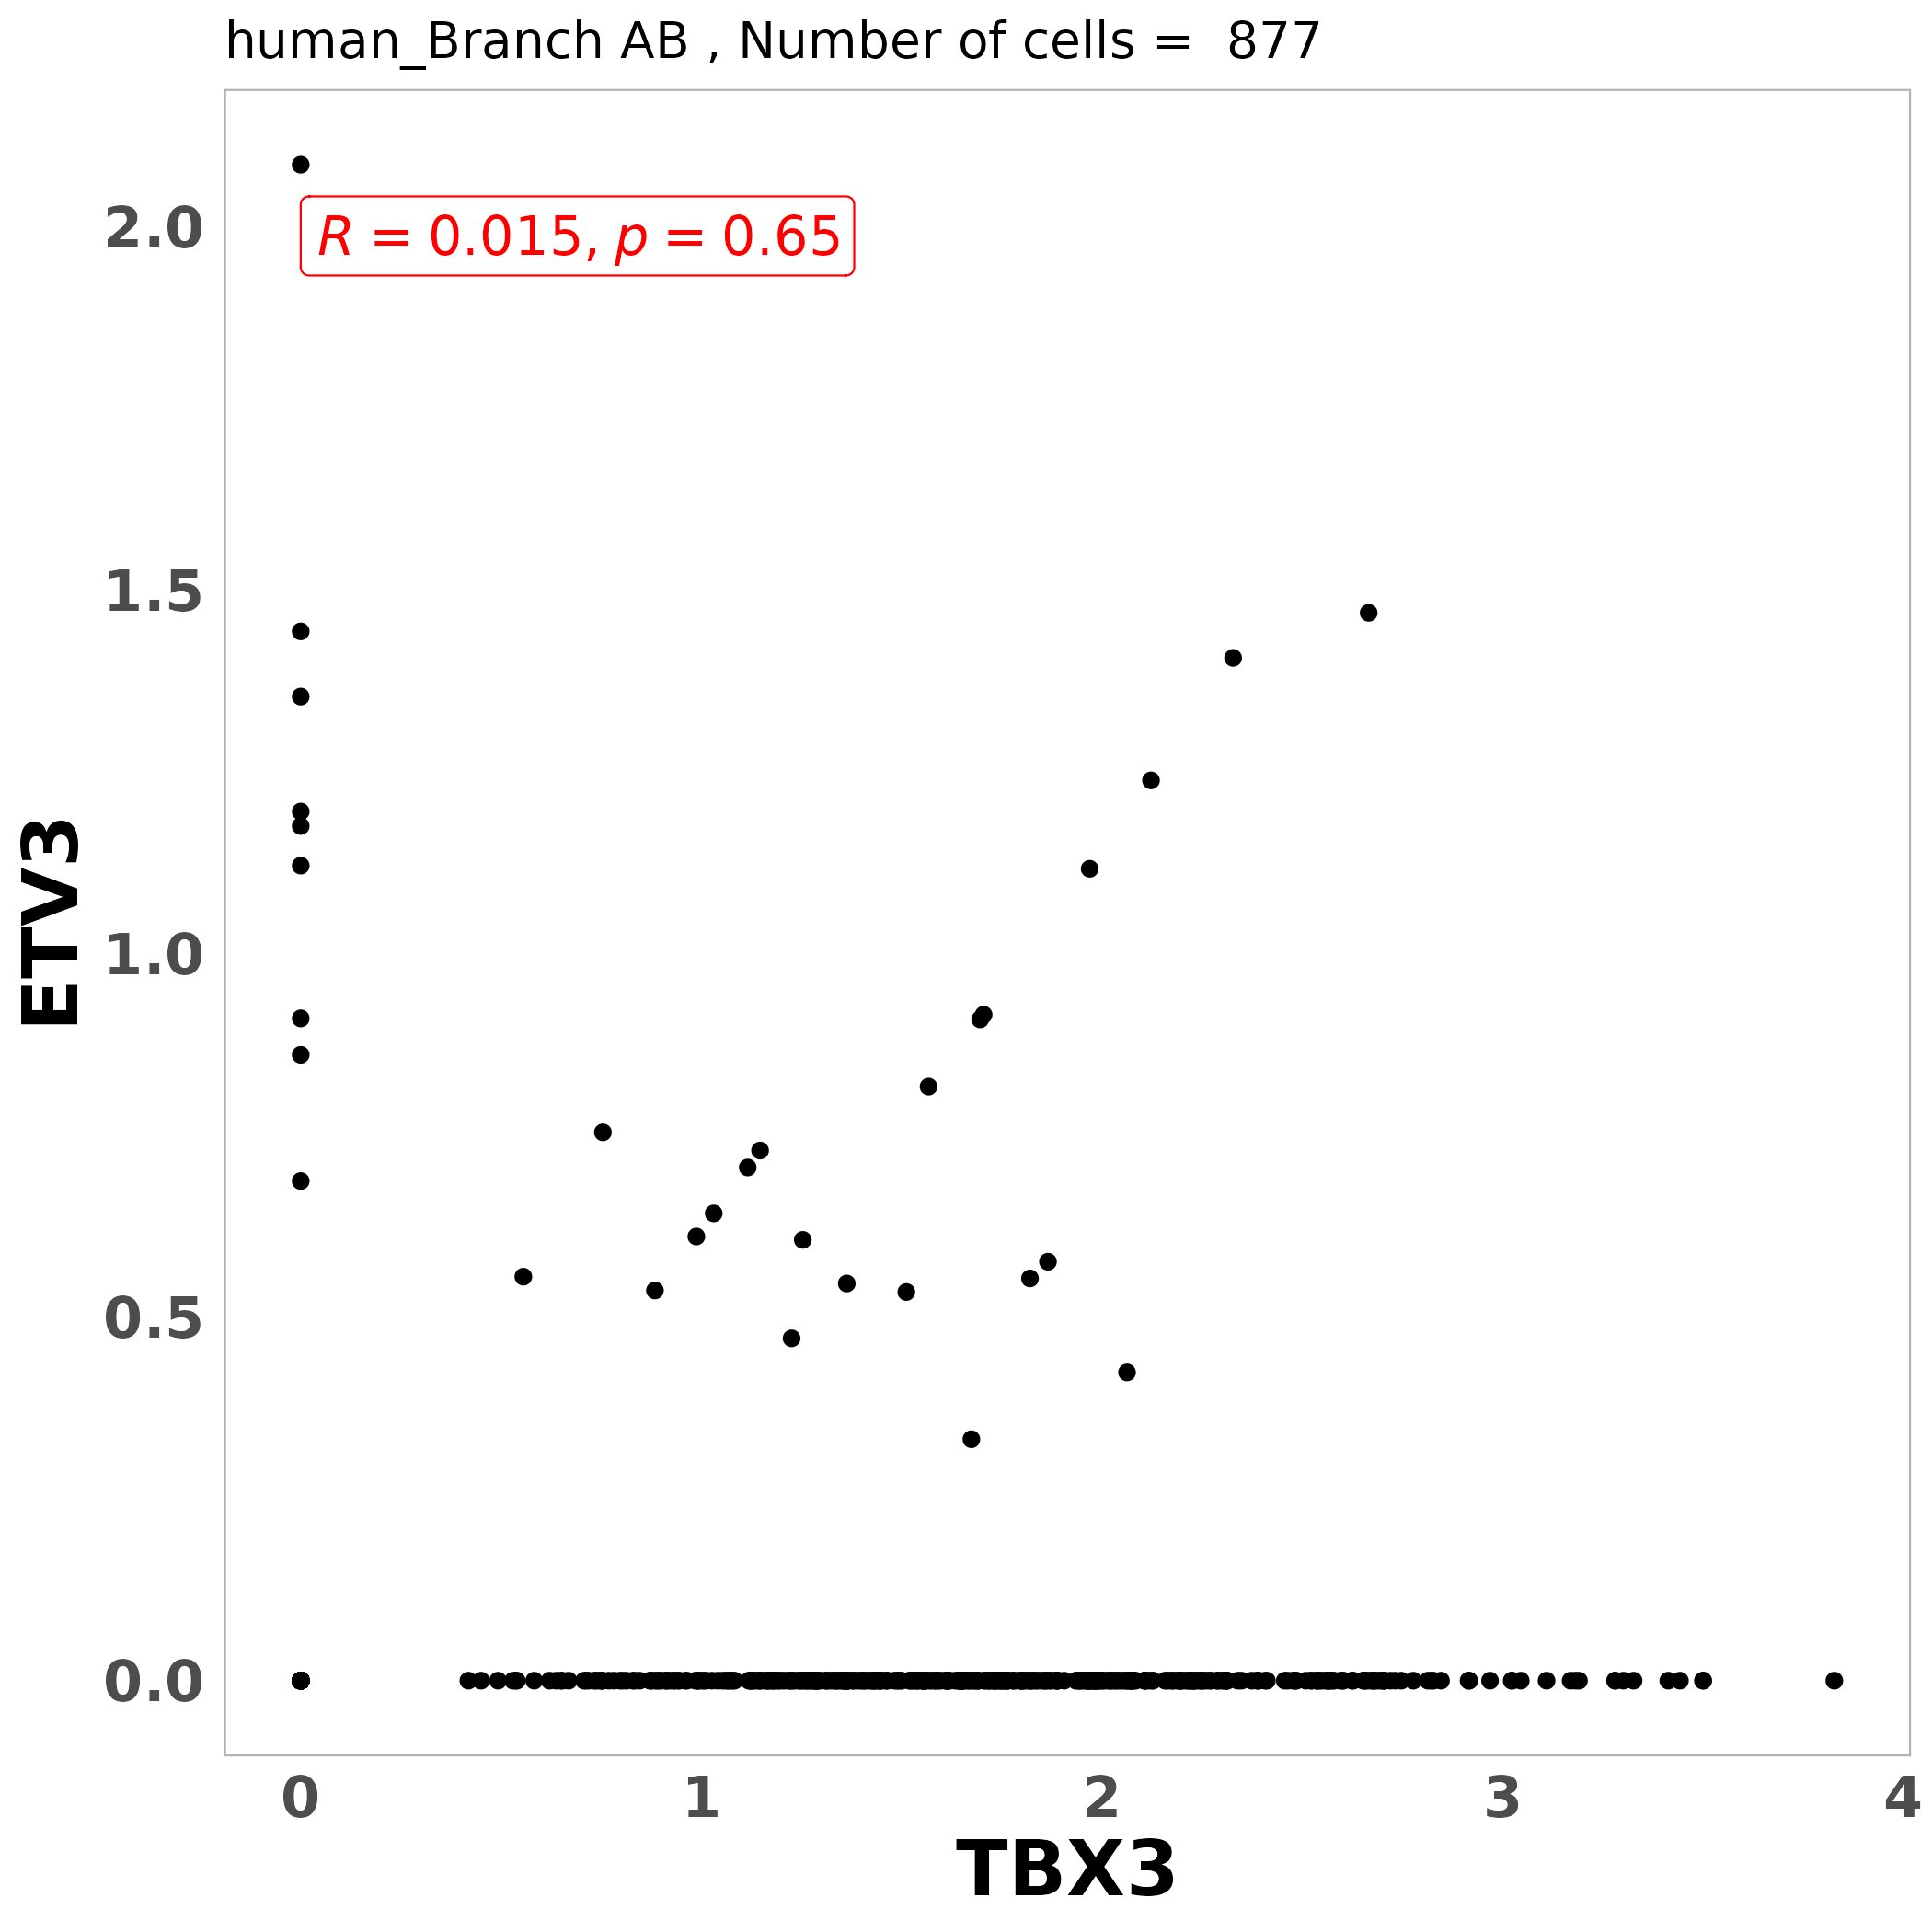 human_Branch AB , Number of cells =  877
R = 0.015, p = 0.65
2.0
1.5
1.0
0.5
0.0
ETV3
0 1 2 3 4
TBX3